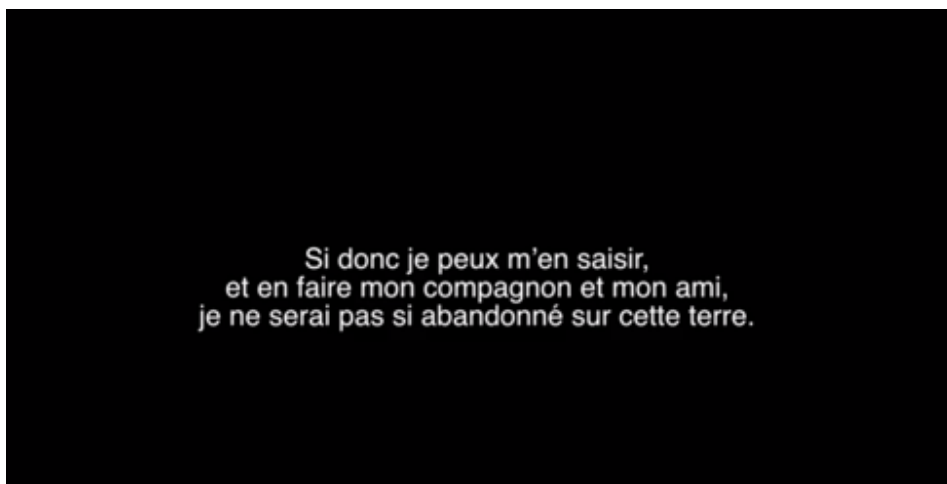 Si donc je peux m’en saisir,
et en faire mon compagnon et mon ami,
je ne serai pas si abandonné sur cette terre.